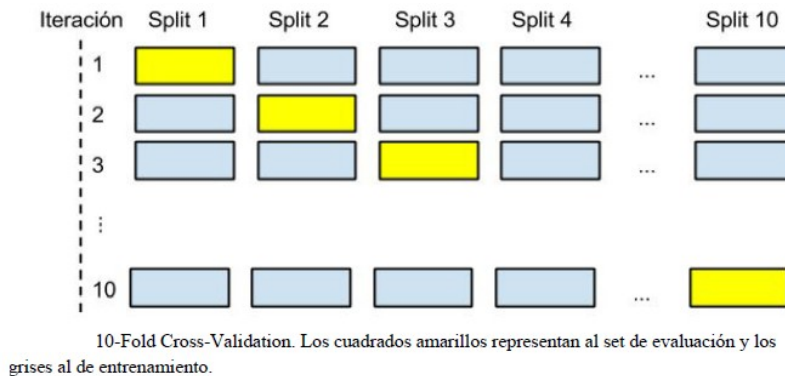 Iteración Split 1 Split 2 Split 3 Split 4 Split 10
1 ...
2 ...
3 ...
⋮
10 ...
10-Fold Cross-Validation. Los cuadrados amarillos representan al set de evaluación y los
grises al de entrenamiento.